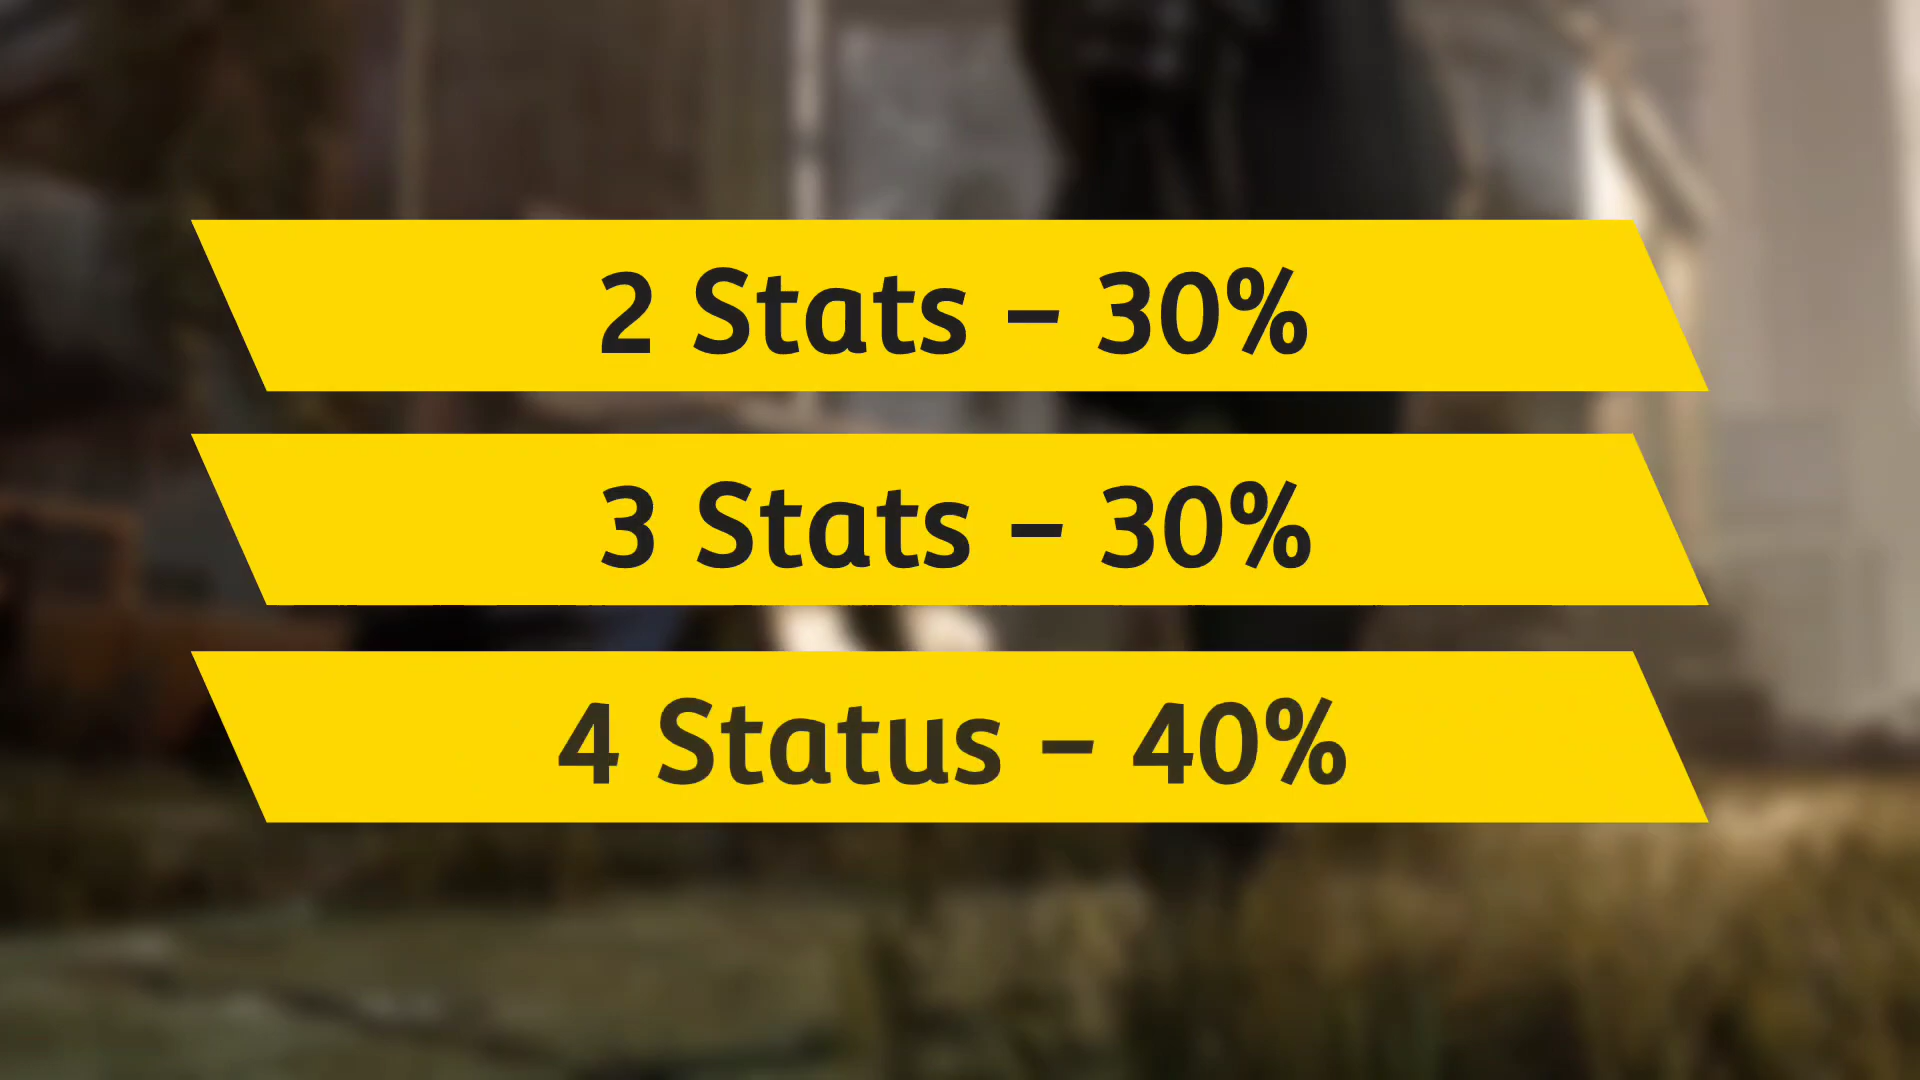 2 Stats – 30%
3 Stats – 30%
4 Status – 40%